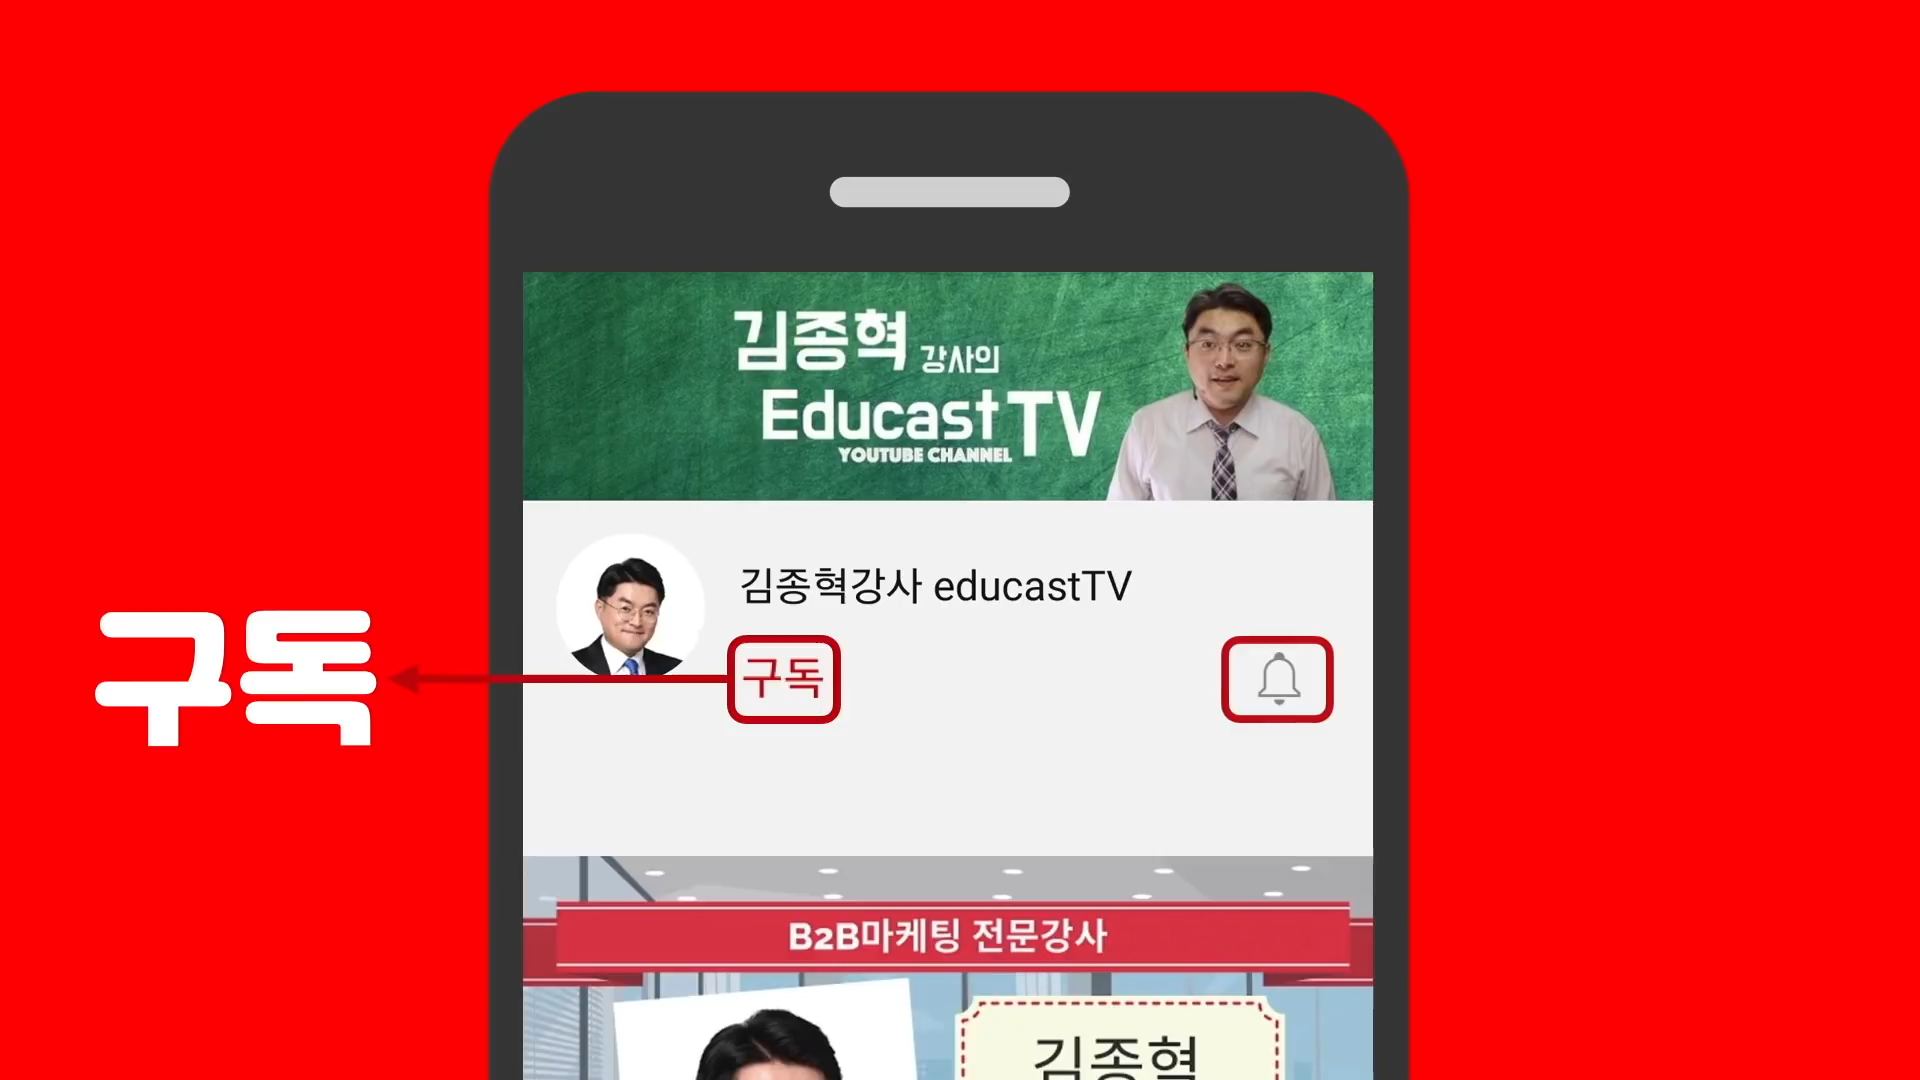 김종혁 강사의
Educast TV
YOUTUBE CHANNEL
김종혁강사 educastTV
구독
구독
B2B마케팅 전문강사
김종혁